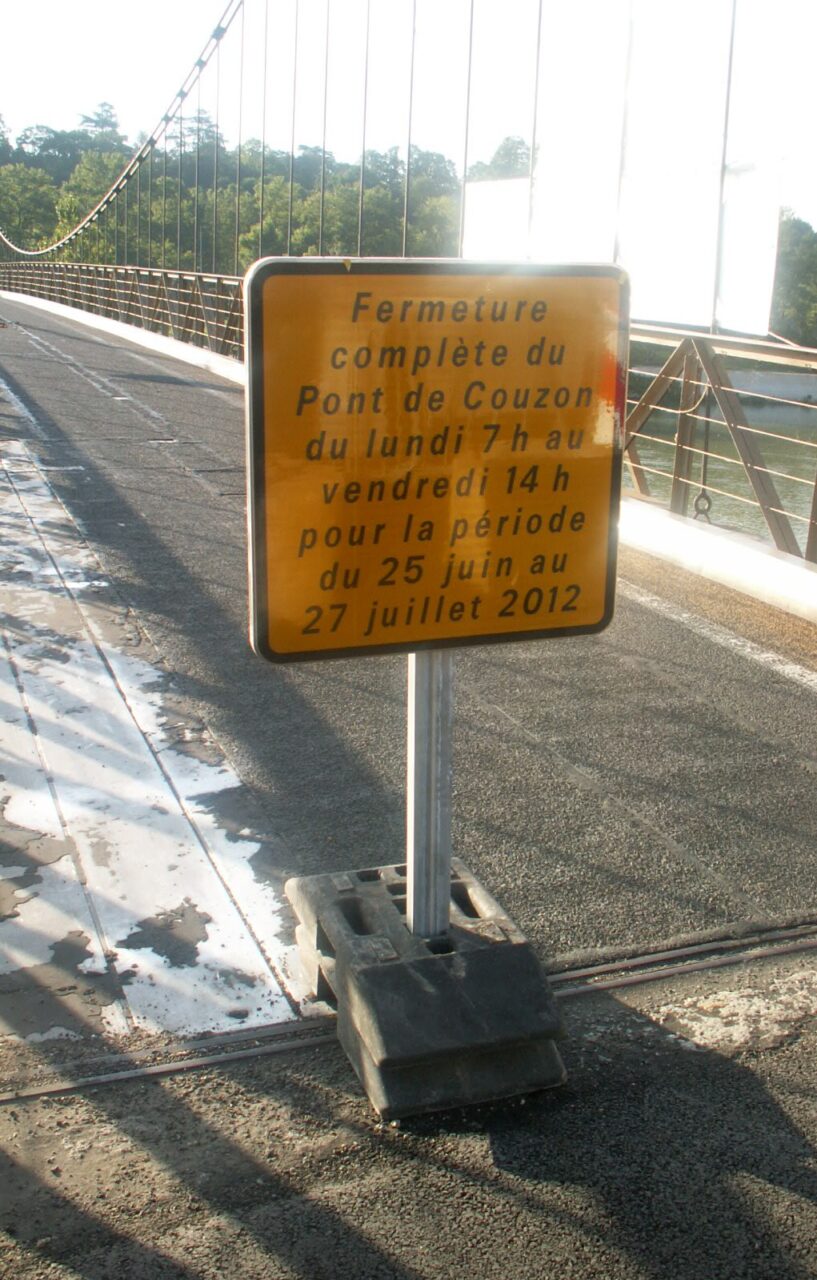 Fermeture
complète du
Pont de Couzon
du lundi 7 h au
vendredi 14 h
pour la période
du 25 juin au
27 juillet 2012